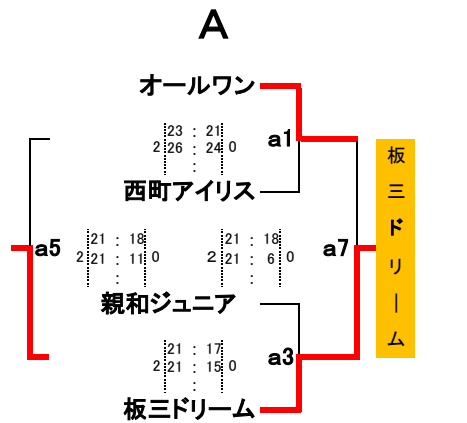 A
オールワン
23 : 21
2 26 : 24 0
:
a1
西町アイリス
21 : 18
2 21 : 11 0
:
a5
21 : 18
2 21 : 6 0
:
a7
親和ジュニア
21 : 17
2 21 : 15 0
:
a3
板三ドリーム
板三ドリーム